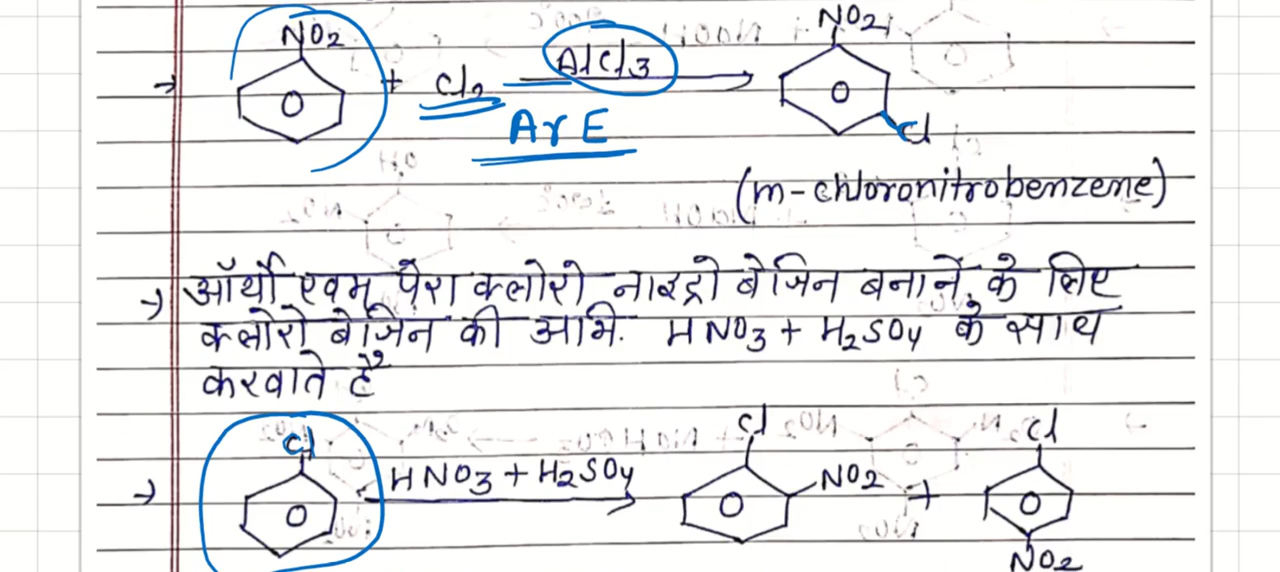 NO2 NO2
→ + Cl2 AlCl3
Cl
ArE
(m-chloronitrobenzene)
→ ऑर्थो एवम् पैरा क्लोरो नाइट्रो बेंजिन बनाने के लिए
क्लोरो बेंजिन की अभि. HNO3 + H2SO4 के साथ
करवाते हैं
Cl Cl Cl
→ HNO3 + H2SO4 NO2 +
NO2